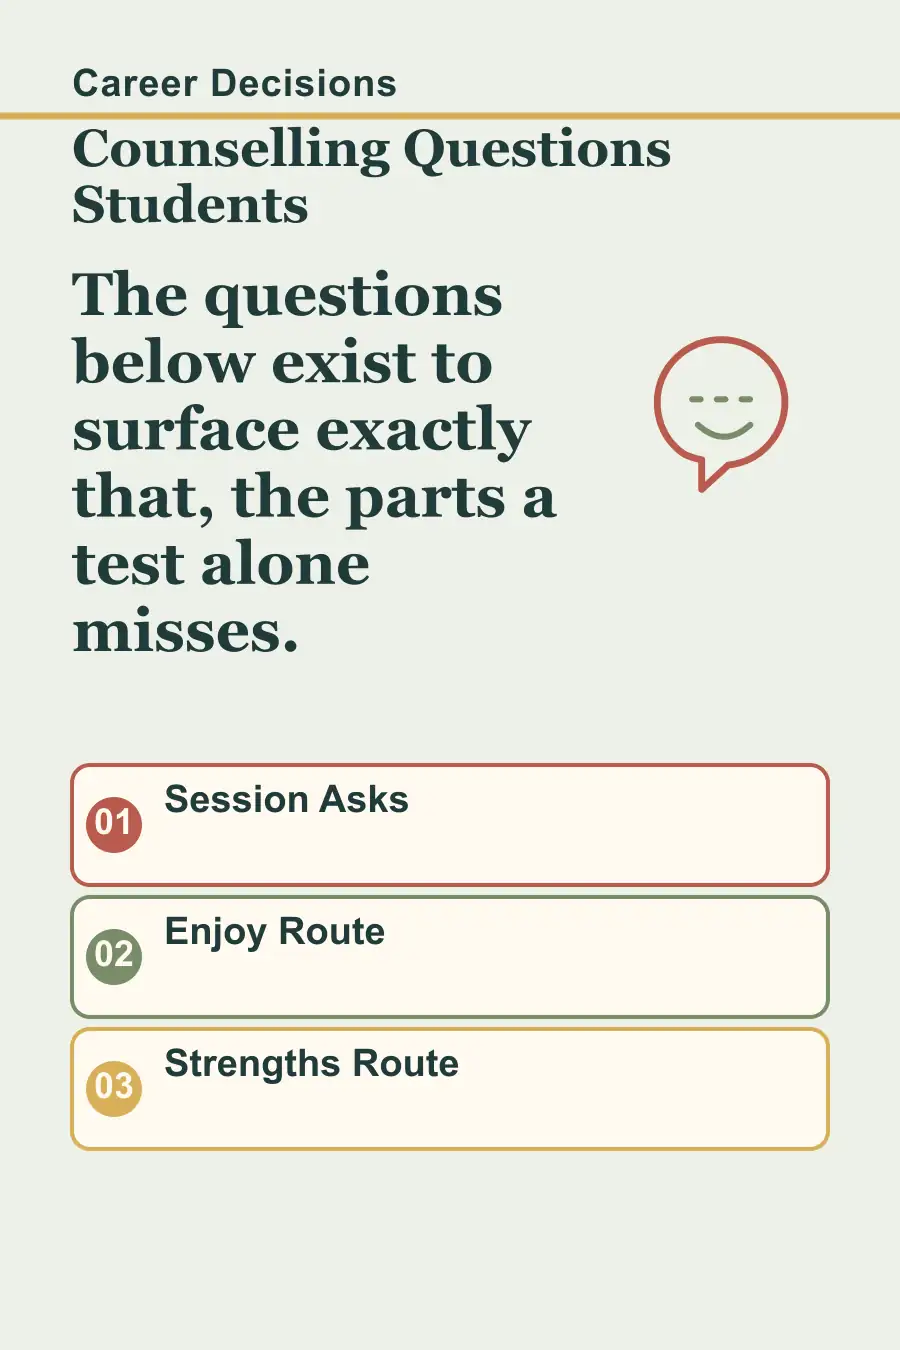 Career Decisions
Counselling Questions
Students
The questions
below exist to
surface exactly
that, the parts a
test alone
misses.
01
Session Asks
02
Enjoy Route
03
Strengths Route